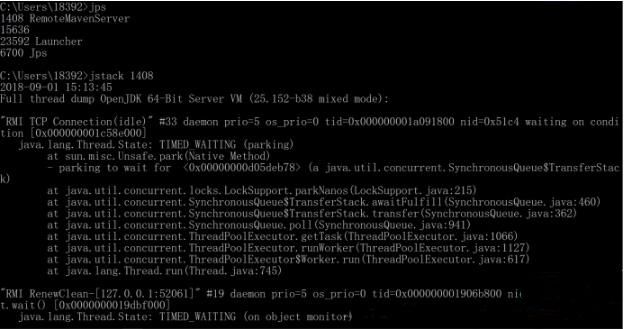 C:\Users\18392>jps
1408 RemoteMavenServer
15636
23592 Launcher
6700 Jps
C:\Users\18392>jstack 1408
2018-09-01 15:13:45
Full thread dump OpenJDK 64-Bit Server VM (25.152-b38 mixed mode):
"RMI TCP Connection(idle)" #33 daemon prio=5 os_prio=0 tid=0x000000001a091800 nid=0x51c4 waiting on condi
tion [0x000000001c58e000]
java.lang.Thread.State: TIMED_WAITING (parking)
at sun.misc.Unsafe.park(Native Method)
- parking to wait for <0x00000000d05deb78> (a java.util.concurrent.SynchronousQueue$TransferStac
k)
at java.util.concurrent.locks.LockSupport.parkNanos(LockSupport.java:215)
at java.util.concurrent.SynchronousQueue$TransferStack.awaitFulfill(SynchronousQueue.java:460)
at java.util.concurrent.SynchronousQueue$TransferStack.transfer(SynchronousQueue.java:362)
at java.util.concurrent.SynchronousQueue.poll(SynchronousQueue.java:941)
at java.util.concurrent.ThreadPoolExecutor.getTask(ThreadPoolExecutor.java:1066)
at java.util.concurrent.ThreadPoolExecutor.runWorker(ThreadPoolExecutor.java:1127)
at java.util.concurrent.ThreadPoolExecutor$Worker.run(ThreadPoolExecutor.java:617)
at java.lang.Thread.run(Thread.java:745)
"RMI RenewClean-[127.0.0.1:52061]" #19 daemon prio=5 os_prio=0 tid=0x000000001906b800
t.wait() [0x0000000019dbf000]
java.lang.Thread.State: TIMED_WAITING (on object monitor)